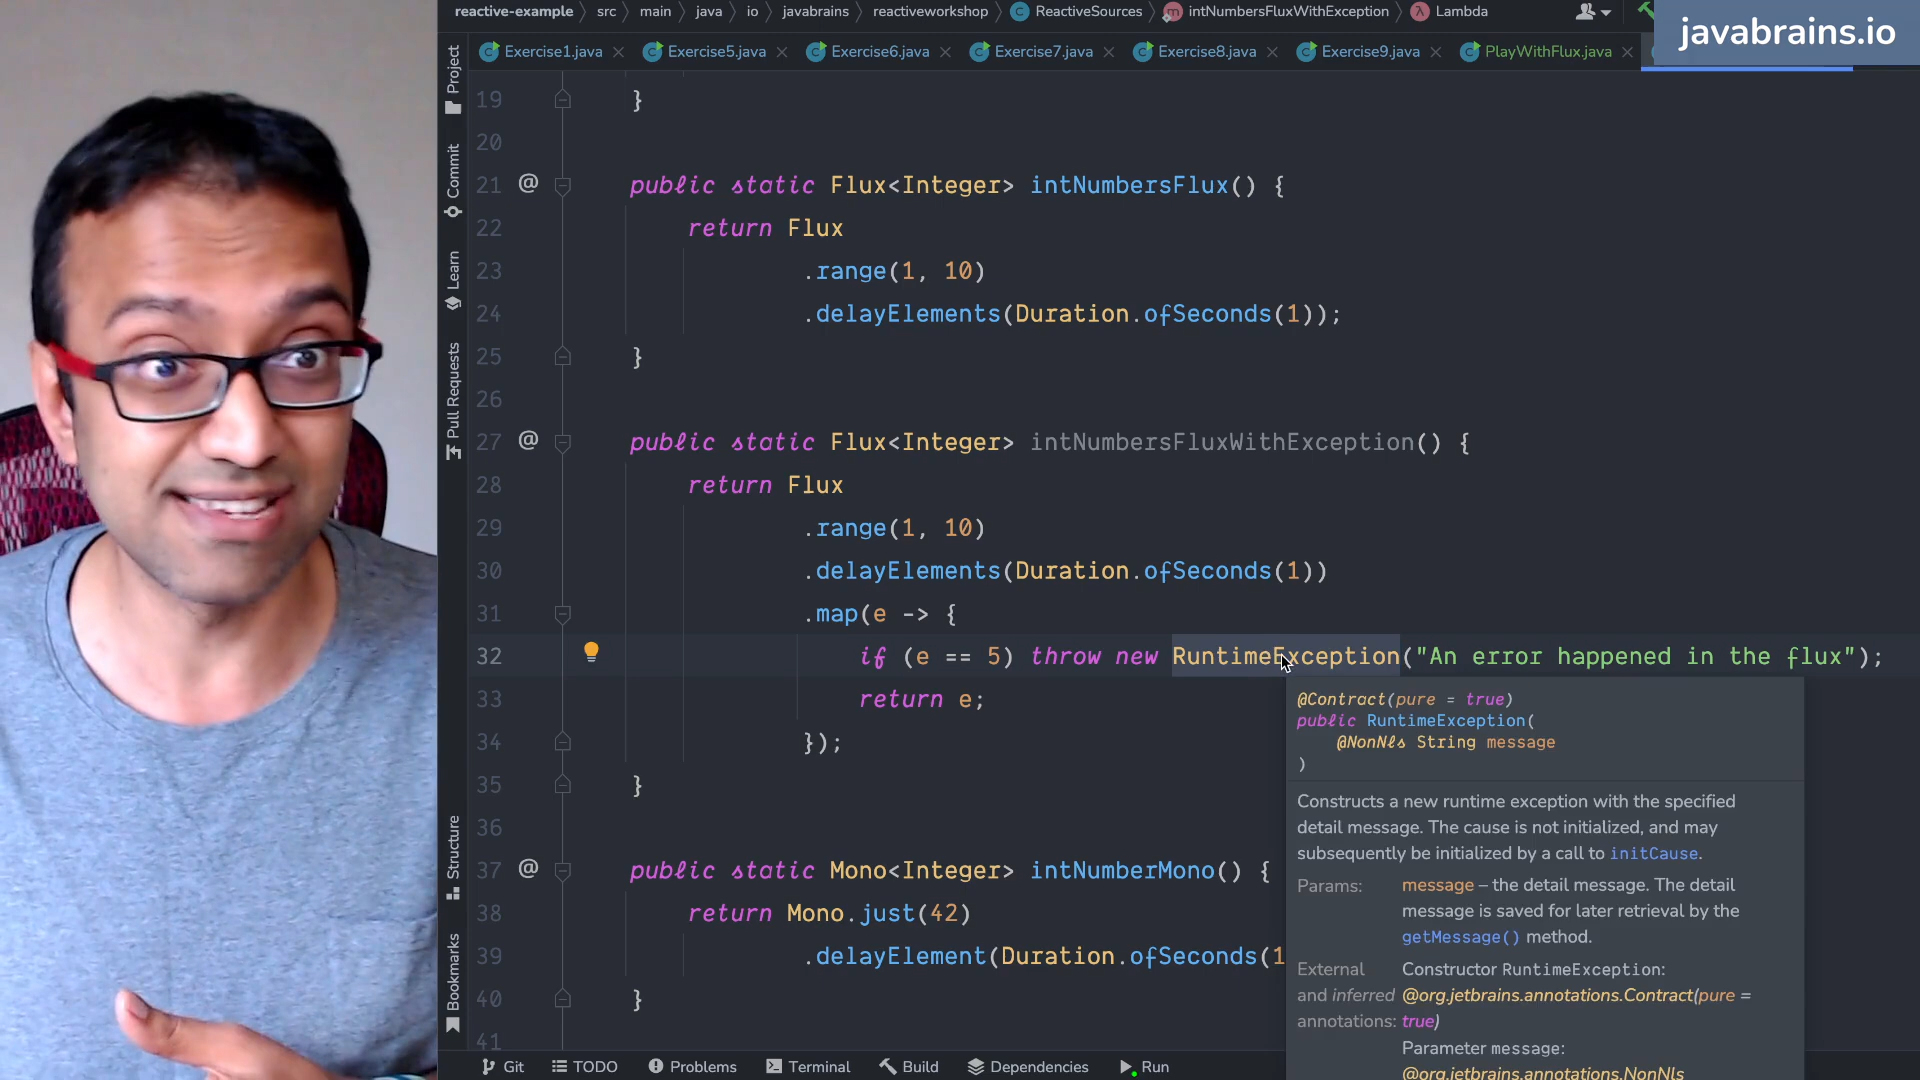 reactive-example src main java io javabrains reactiveworkshop ReactiveSources intNumbersFluxWithException Lambda
javabrains.io
Exercise1.java Exercise5.java Exercise6.java Exercise7.java Exercise8.java Exercise9.java PlayWithFlux.java
Project
Commit
Learn
Pull Requests
Structure
Bookmarks
19 }
20
21 @ public static Flux<Integer> intNumbersFlux() {
22 return Flux
23 .range(1, 10)
24 .delayElements(Duration.ofSeconds(1));
25 }
26
27 @ public static Flux<Integer> intNumbersFluxWithException() {
28 return Flux
29 .range(1, 10)
30 .delayElements(Duration.ofSeconds(1))
31 .map(e -> {
32 if (e == 5) throw new RuntimeException("An error happened in the flux");
33 return e;
34 });
35 }
36
37 @ public static Mono<Integer> intNumberMono() {
38 return Mono.just(42)
39 .delayElement(Duration.ofSeconds(1
40 }
41
@Contract(pure = true)
public RuntimeException(
@NonNls String message
)
Constructs a new runtime exception with the specified
detail message. The cause is not initialized, and may
subsequently be initialized by a call to initCause.
Params: message – the detail message. The detail
message is saved for later retrieval by the
getMessage() method.
External Constructor RuntimeException:
and inferred @org.jetbrains.annotations.Contract(pure =
annotations: true)
Parameter message:
@org.jetbrains.annotations.NonNls
Git TODO Problems Terminal Build Dependencies Run